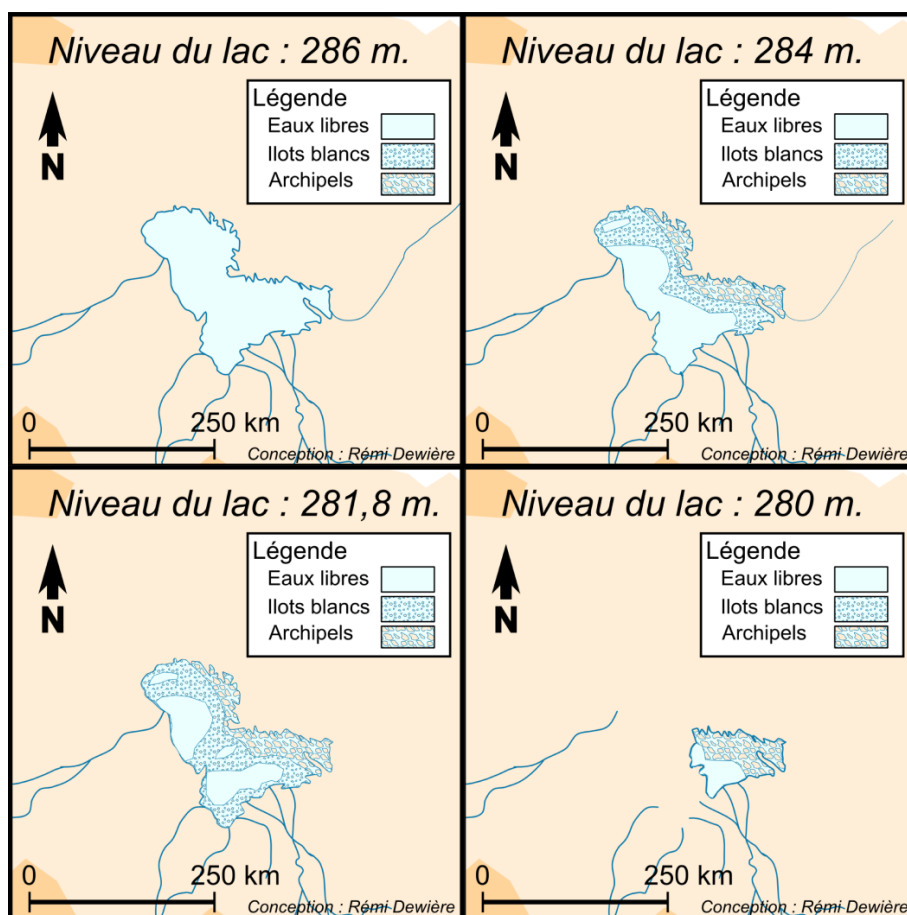 Niveau du lac : 286 m.
Légende
Eaux libres
Ilots blancs
Archipels
N
0
250 km
Conception : Rémi Dewière
Niveau du lac : 284 m.
Légende
Eaux libres
Ilots blancs
Archipels
N
0
250 km
Conception : Rémi Dewière
Niveau du lac : 281,8 m.
Légende
Eaux libres
Ilots blancs
Archipels
N
0
250 km
Conception : Rémi Dewière
Niveau du lac : 280 m.
Légende
Eaux libres
Ilots blancs
Archipels
N
0
250 km
Conception : Rémi Dewière